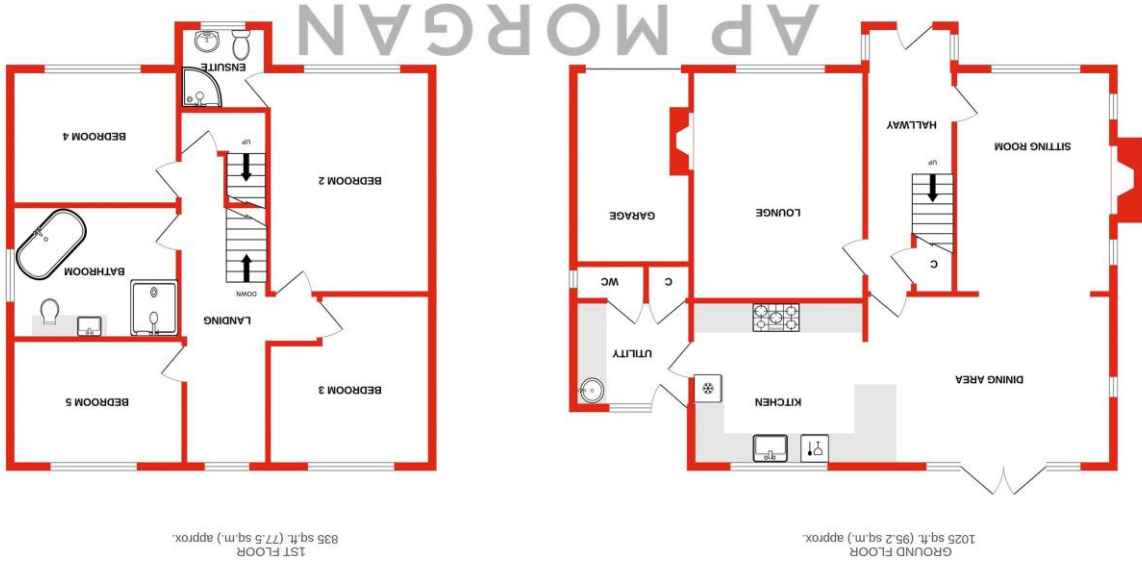 GROUND FLOOR
1025 sq.ft. (95.2 sq.m.) approx.
DINING AREA
KITCHEN
UTILITY
C
WC
C
UP
LOUNGE
GARAGE
SITTING ROOM
HALLWAY
1ST FLOOR
835 sq.ft. (77.5 sq.m.) approx.
BEDROOM 3
BEDROOM 5
LANDING
DOWN
BATHROOM
BEDROOM 2
UP
BEDROOM 4
ENSUITE
AP MORGAN